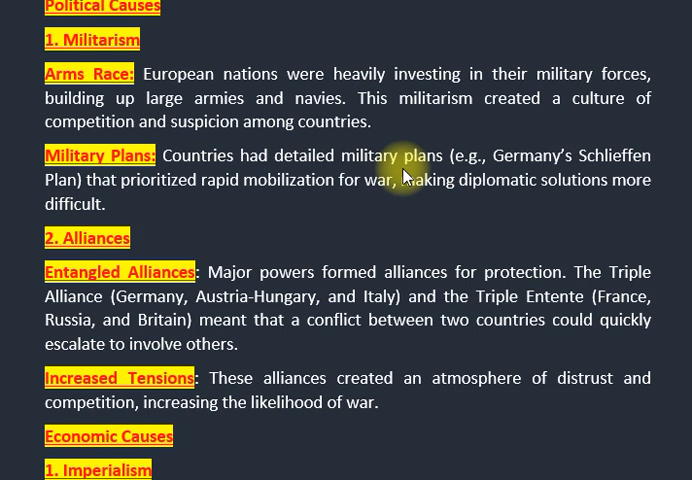 Political Causes
1. Militarism
Arms Race: European nations were heavily investing in their military forces,
building up large armies and navies. This militarism created a culture of
competition and suspicion among countries.
Military Plans: Countries had detailed military plans (e.g., Germany’s Schlieffen
Plan) that prioritized rapid mobilization for war, making diplomatic solutions more
difficult.
2. Alliances
Entangled Alliances: Major powers formed alliances for protection. The Triple
Alliance (Germany, Austria-Hungary, and Italy) and the Triple Entente (France,
Russia, and Britain) meant that a conflict between two countries could quickly
escalate to involve others.
Increased Tensions: These alliances created an atmosphere of distrust and
competition, increasing the likelihood of war.
Economic Causes
1. Imperialism